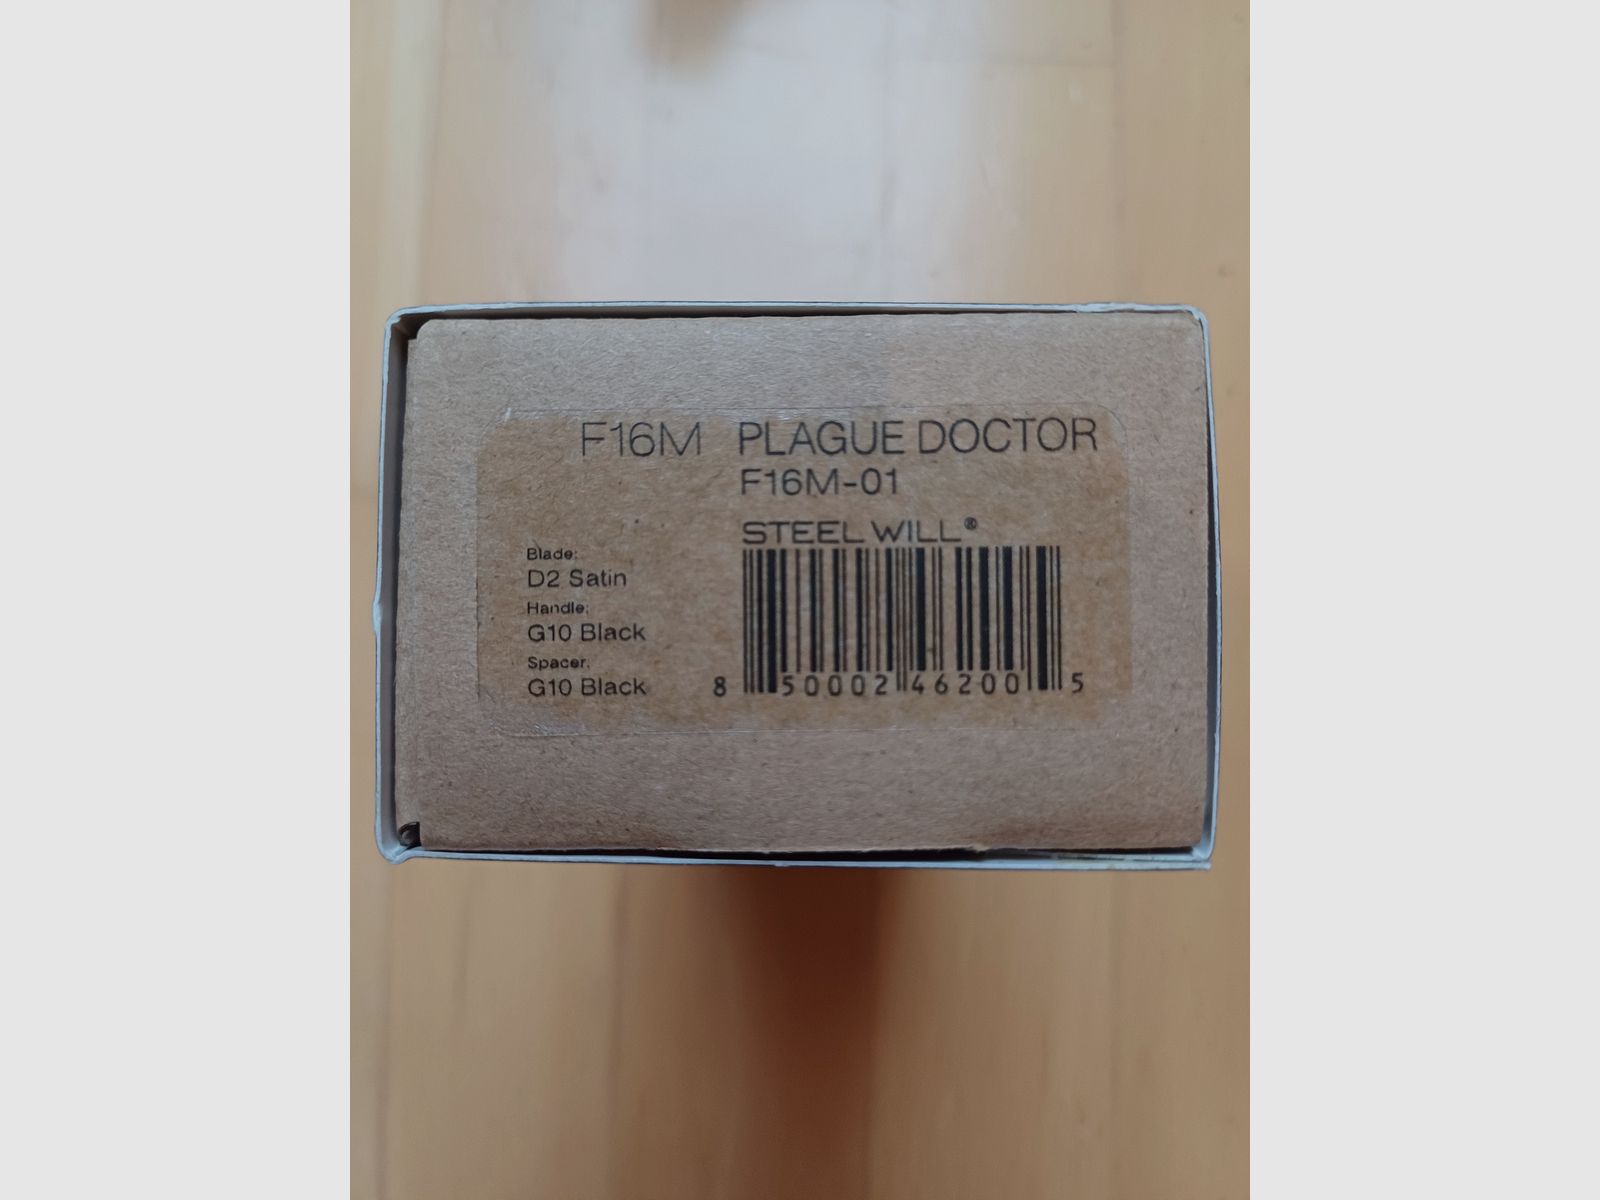 F16M PLAGUE DOCTOR
F16M-01
STEEL WILL®
Blade:
D2 Satin
Handle:
G10 Black
Spacer:
G10 Black
8 50002 46200 5